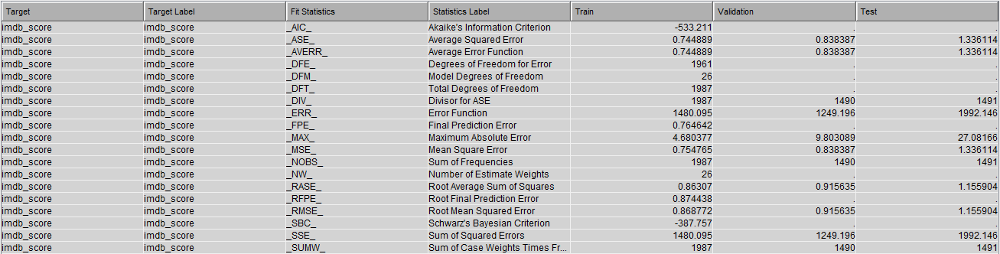 Target Target Label Fit Statistics Statistics Label Train Validation Test
imdb_score imdb_score _AIC_ Akaike's Information Criterion -533.211 . .
imdb_score imdb_score _ASE_ Average Squared Error 0.744889 0.838387 1.336114
imdb_score imdb_score _AVERR_ Average Error Function 0.744889 0.838387 1.336114
imdb_score imdb_score _DFE_ Degrees of Freedom for Error 1961 . .
imdb_score imdb_score _DFM_ Model Degrees of Freedom 26 . .
imdb_score imdb_score _DFT_ Total Degrees of Freedom 1987 . .
imdb_score imdb_score _DIV_ Divisor for ASE 1987 1490 1491
imdb_score imdb_score _ERR_ Error Function 1480.095 1249.196 1992.146
imdb_score imdb_score _FPE_ Final Prediction Error 0.764642 . .
imdb_score imdb_score _MAX_ Maximum Absolute Error 4.680377 9.803089 27.08166
imdb_score imdb_score _MSE_ Mean Square Error 0.754765 0.838387 1.336114
imdb_score imdb_score _NOBS_ Sum of Frequencies 1987 1490 1491
imdb_score imdb_score _NW_ Number of Estimate Weights 26 . .
imdb_score imdb_score _RASE_ Root Average Sum of Squares 0.86307 0.915635 1.155904
imdb_score imdb_score _RFPE_ Root Final Prediction Error 0.874438 . .
imdb_score imdb_score _RMSE_ Root Mean Squared Error 0.868772 0.915635 1.155904
imdb_score imdb_score _SBC_ Schwarz's Bayesian Criterion -387.757 . .
imdb_score imdb_score _SSE_ Sum of Squared Errors 1480.095 1249.196 1992.146
imdb_score imdb_score _SUMW_ Sum of Case Weights Times Fr... 1987 1490 1491